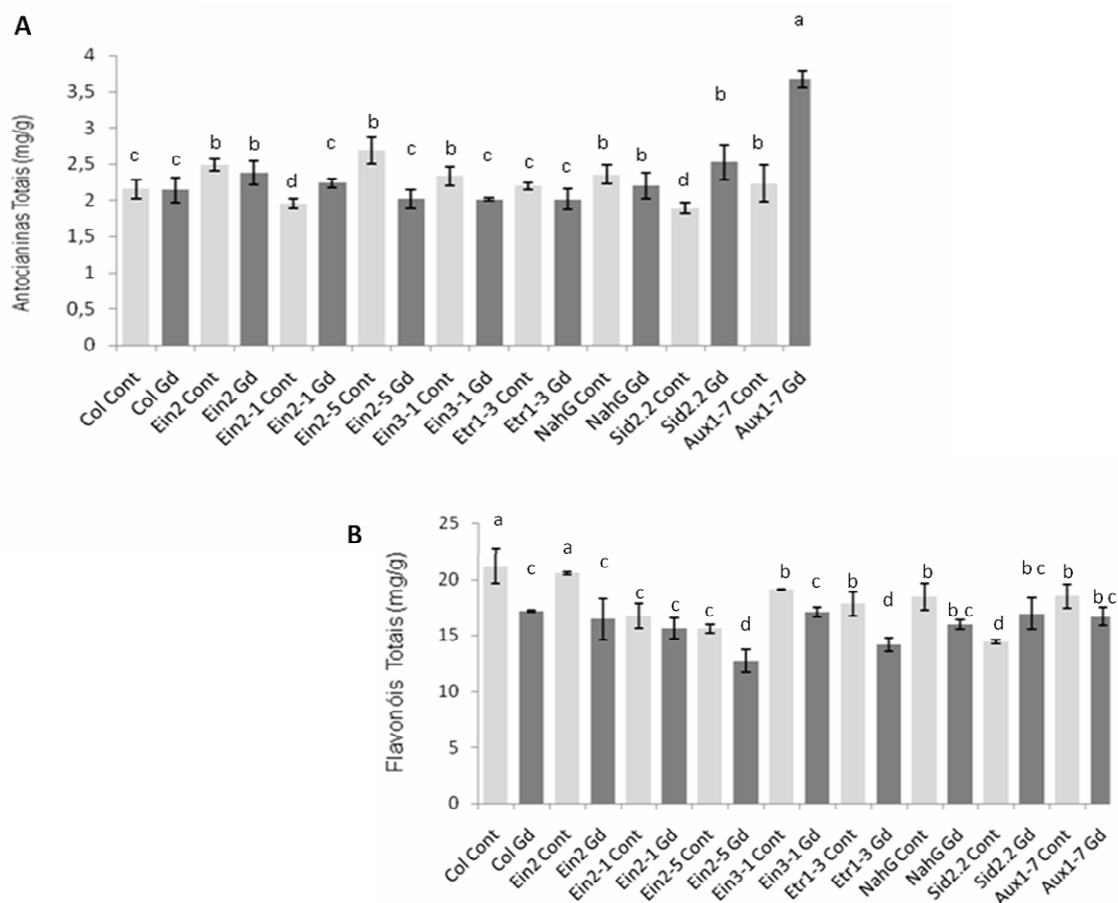 A
a
4
3,5
b
3
b
b
b
b
b
b
b
c
c
c
c
c
c
c
d
d
2,5
2
1,5
1
0,5
0
Antocianinas Totais (mg/g)
Col Cont
Col Gd
Ein2 Cont
Ein2 Gd
Ein2-1 Cont
Ein2-1 Gd
Ein2-5 Cont
Ein2-5 Gd
Ein3-1 Cont
Ein3-1 Gd
Etr1-3 Cont
Etr1-3 Gd
NahG Cont
NahG Gd
Sid2.2 Cont
Sid2.2 Gd
Aux1-7 Cont
Aux1-7 Gd
B
25
a
a
c
c
c
c
c
d
b
c
b
d
b
b c
d
b c
b
b c
20
15
10
5
0
Flavonóis Totais (mg/g)
Col Cont
Col Gd
Ein2 Cont
Ein2 Gd
Ein2-1 Cont
Ein2-1 Gd
Ein2-5 Cont
Ein2-5 Gd
Ein3-1 Cont
Ein3-1 Gd
Etr1-3 Cont
Etr1-3 Gd
NahG Cont
NahG Gd
Sid2.2 Cont
Sid2.2 Gd
Aux1-7 Cont
Aux1-7 Gd